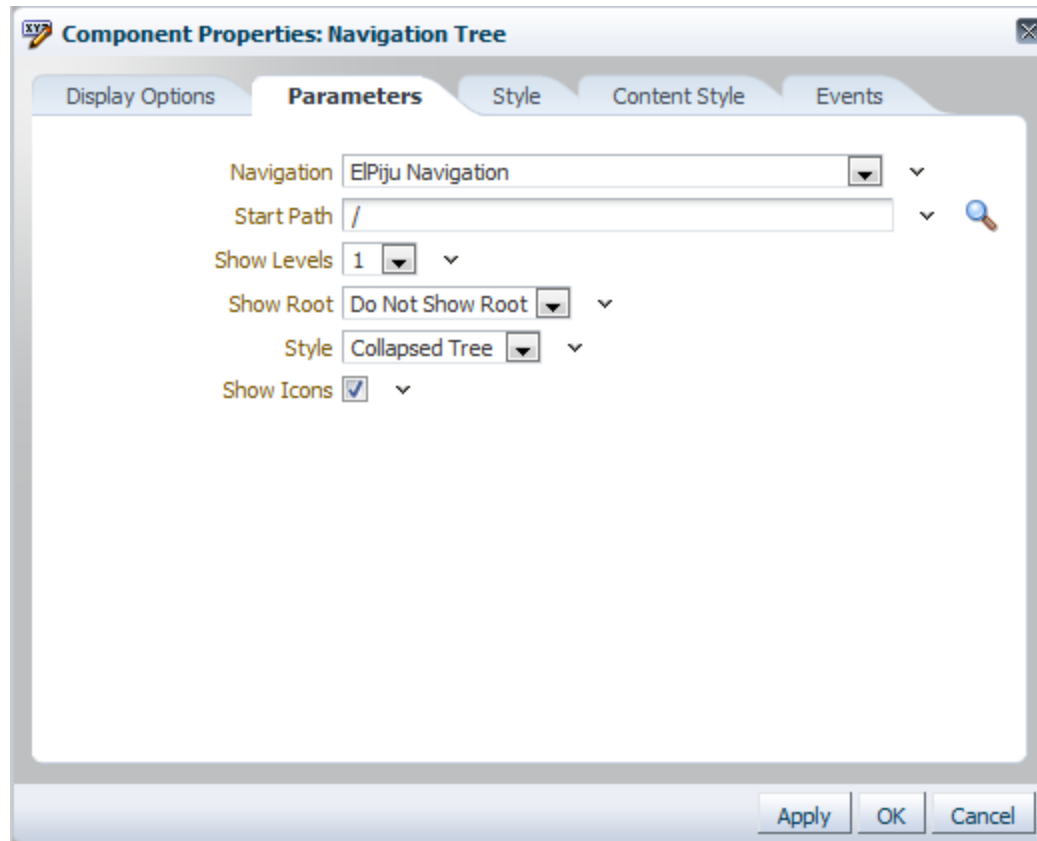 Component Properties: Navigation Tree
Display Options Parameters Style Content Style Events
Navigation ElPiju Navigation
Start Path /
Show Levels 1
Show Root Do Not Show Root
Style Collapsed Tree
Show Icons
Apply OK Cancel